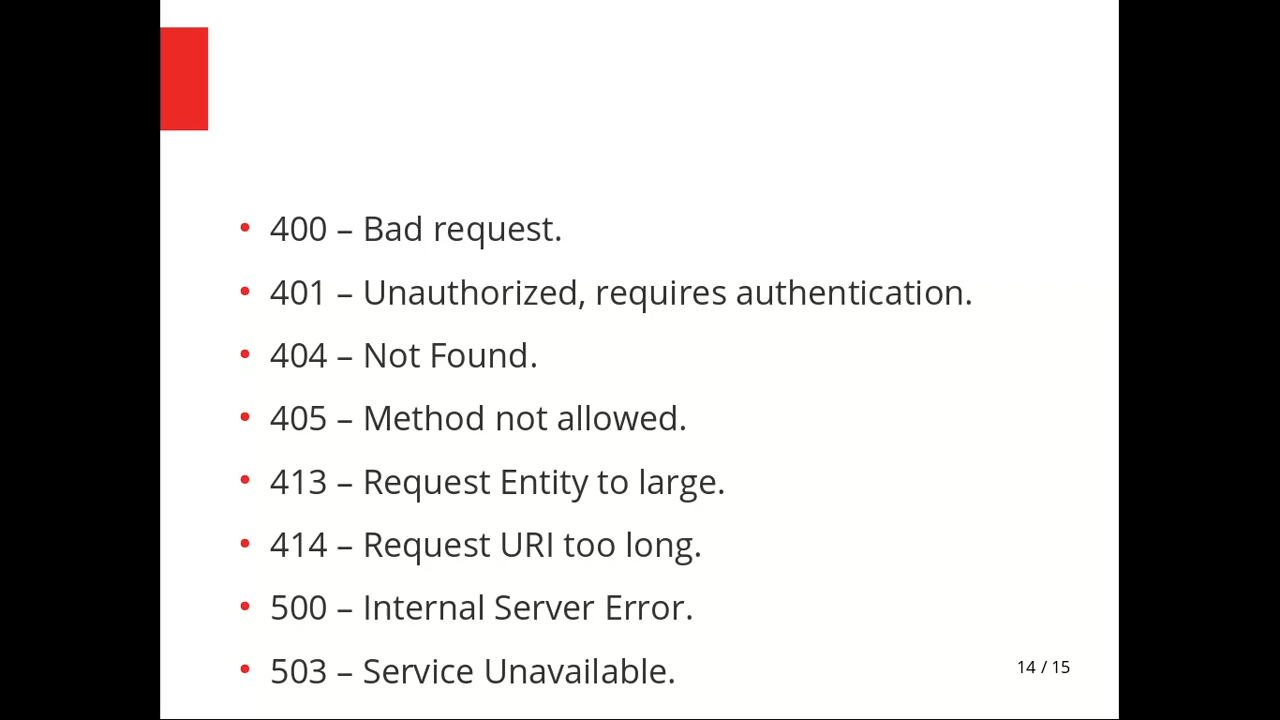 • 400 – Bad request.
• 401 – Unauthorized, requires authentication.
• 404 – Not Found.
• 405 – Method not allowed.
• 413 – Request Entity to large.
• 414 – Request URI too long.
• 500 – Internal Server Error.
• 503 – Service Unavailable.
14 / 15